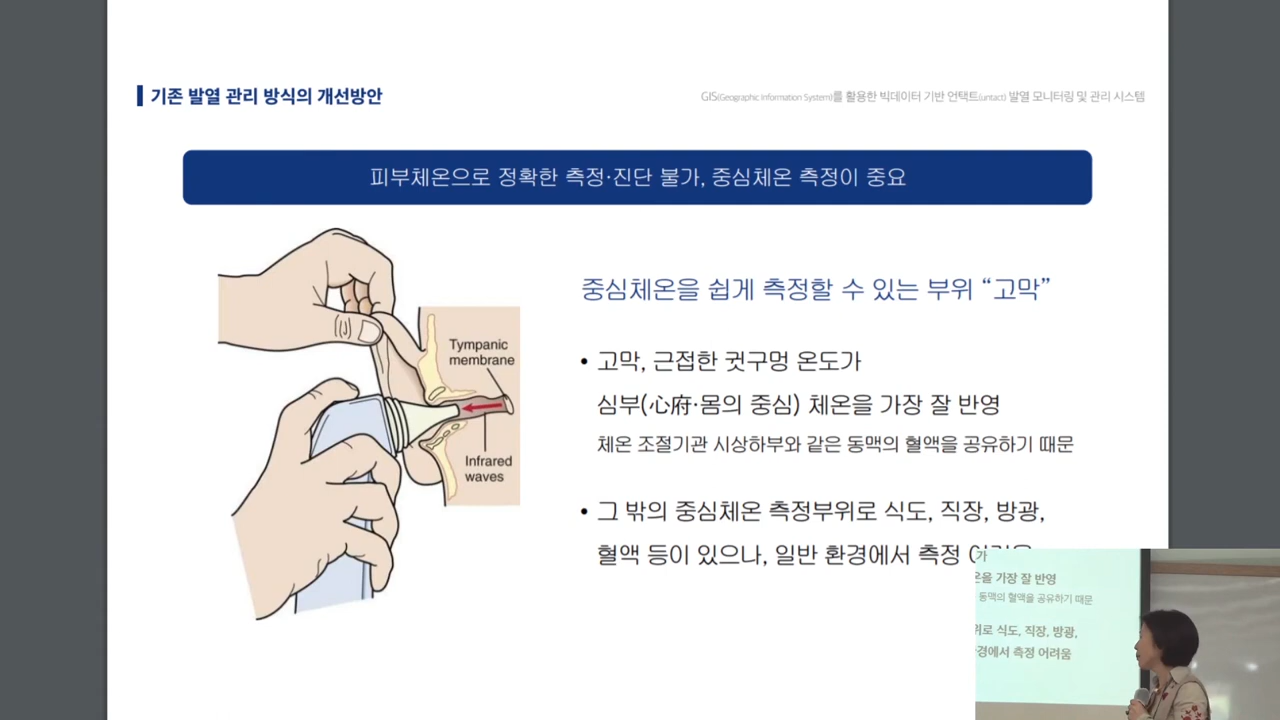 기존 발열 관리 방식의 개선방안
GIS(Geographic Information System)를 활용한 빅데이터 기반 언택트(untact) 발열 모니터링 및 관리 시스템
피부체온으로 정확한 측정·진단 불가, 중심체온 측정이 중요
Tympanic
membrane
Infrared
waves
중심체온을 쉽게 측정할 수 있는 부위 “고막”
• 고막, 근접한 귓구멍 온도가
심부(心府·몸의 중심) 체온을 가장 잘 반영
체온 조절기관 시상하부와 같은 동맥의 혈액을 공유하기 때문
• 그 밖의 중심체온 측정부위로 식도, 직장, 방광,
혈액 등이 있으나, 일반 환경에서 측정
가
온을 가장 잘 반영
동맥의 혈액을 공유하기 때문
위로 식도, 직장, 방광,
환경에서 측정 어려움